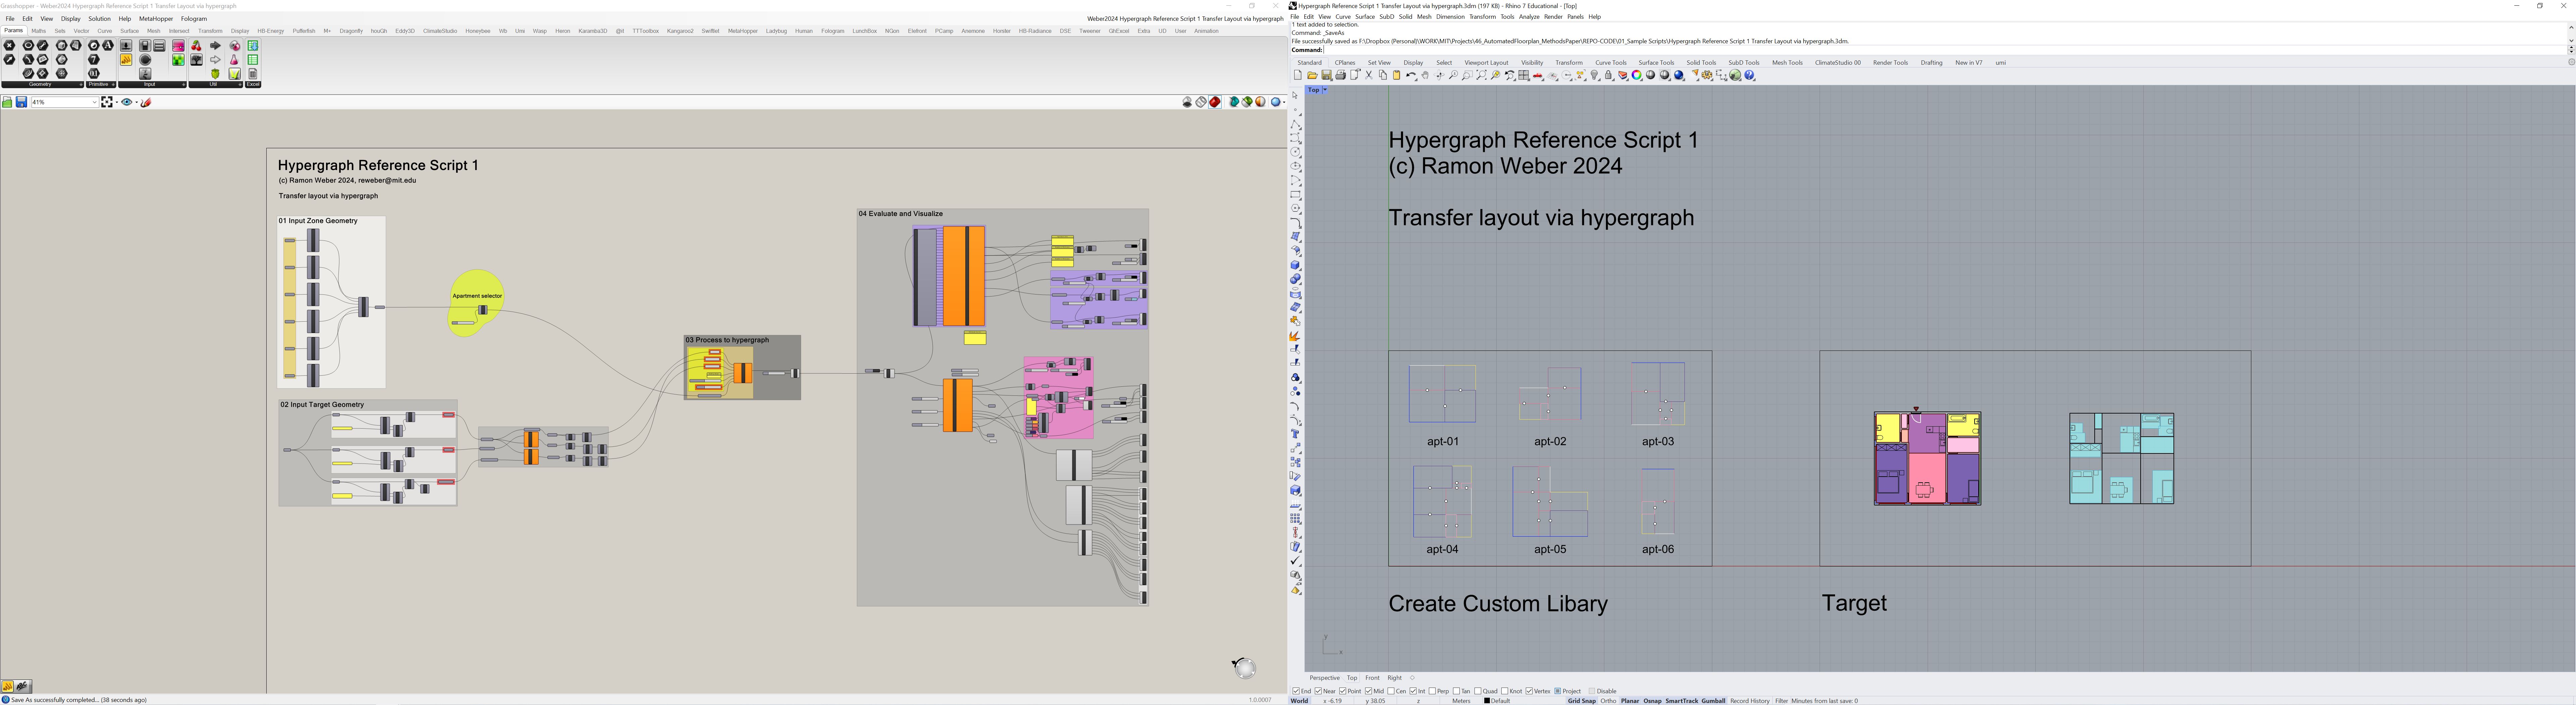 Grasshopper - Weber2024 Hypergraph Reference Script 1 Transfer Layout via hypergraph
File Edit View Display Solution Help MetaHopper Fologram
Weber2024 Hypergraph Reference Script 1 Transfer Layout via hypergraph
Params Maths Sets Vector Curve Surface Mesh Intersect Transform Display HB-Energy Pufferfish M+ Dragonfly houGh Eddy3D ClimateStudio Honeybee Wb Umi Wasp Heron Karamba3D @it TTToolbox Kangaroo2 Swiftlet MetaHopper Ladybug Human Fologram LunchBox NGon Elefront PCamp Anemone Honder HB-Radiance DSE Tweener GhExcel Extra UD User Animation
Geometry Primitive Input Util Excel
41%
Hypergraph Reference Script 1
(c) Ramon Weber 2024, reweber@mit.edu
Transfer layout via hypergraph
01 Input Zone Geometry
Apartment selector
02 Input Target Geometry
03 Process to hypergraph
04 Evaluate and Visualize
Save As successfully completed... (38 seconds ago)
1.0.0007
Hypergraph Reference Script 1 Transfer Layout via hypergraph.3dm (197 KB) - Rhino 7 Educational - [Top]
File Edit View Curve Surface SubD Solid Mesh Dimension Transform Tools Analyze Render Panels Help
1 text added to selection.
Command: _SaveAs
File successfully saved as F:\Dropbox (Personal)\WORK\MIT\Projects\46_AutomatedFloorplan_MethodsPaper\REPO-CODE\01_Sample Scripts\Hypergraph Reference Script 1 Transfer Layout via hypergraph.3dm.
Command:
Standard CPlanes Set View Display Select Viewport Layout Visibility Transform Curve Tools Surface Tools Solid Tools SubD Tools Mesh Tools ClimateStudio 00 Render Tools Drafting New in V7 umi
Top
Hypergraph Reference Script 1
(c) Ramon Weber 2024
Transfer layout via hypergraph
apt-01 apt-02 apt-03
apt-04 apt-05 apt-06
Create Custom Libary
Target
y
x
Perspective Top Front Right
End Near Point Mid Cen Int Perp Tan Quad Knot Vertex Project Disable
World x -6.19 y 38.05 z Meters Default Grid Snap Ortho Planar Osnap SmartTrack Gumball Record History Filter Minutes from last save: 0